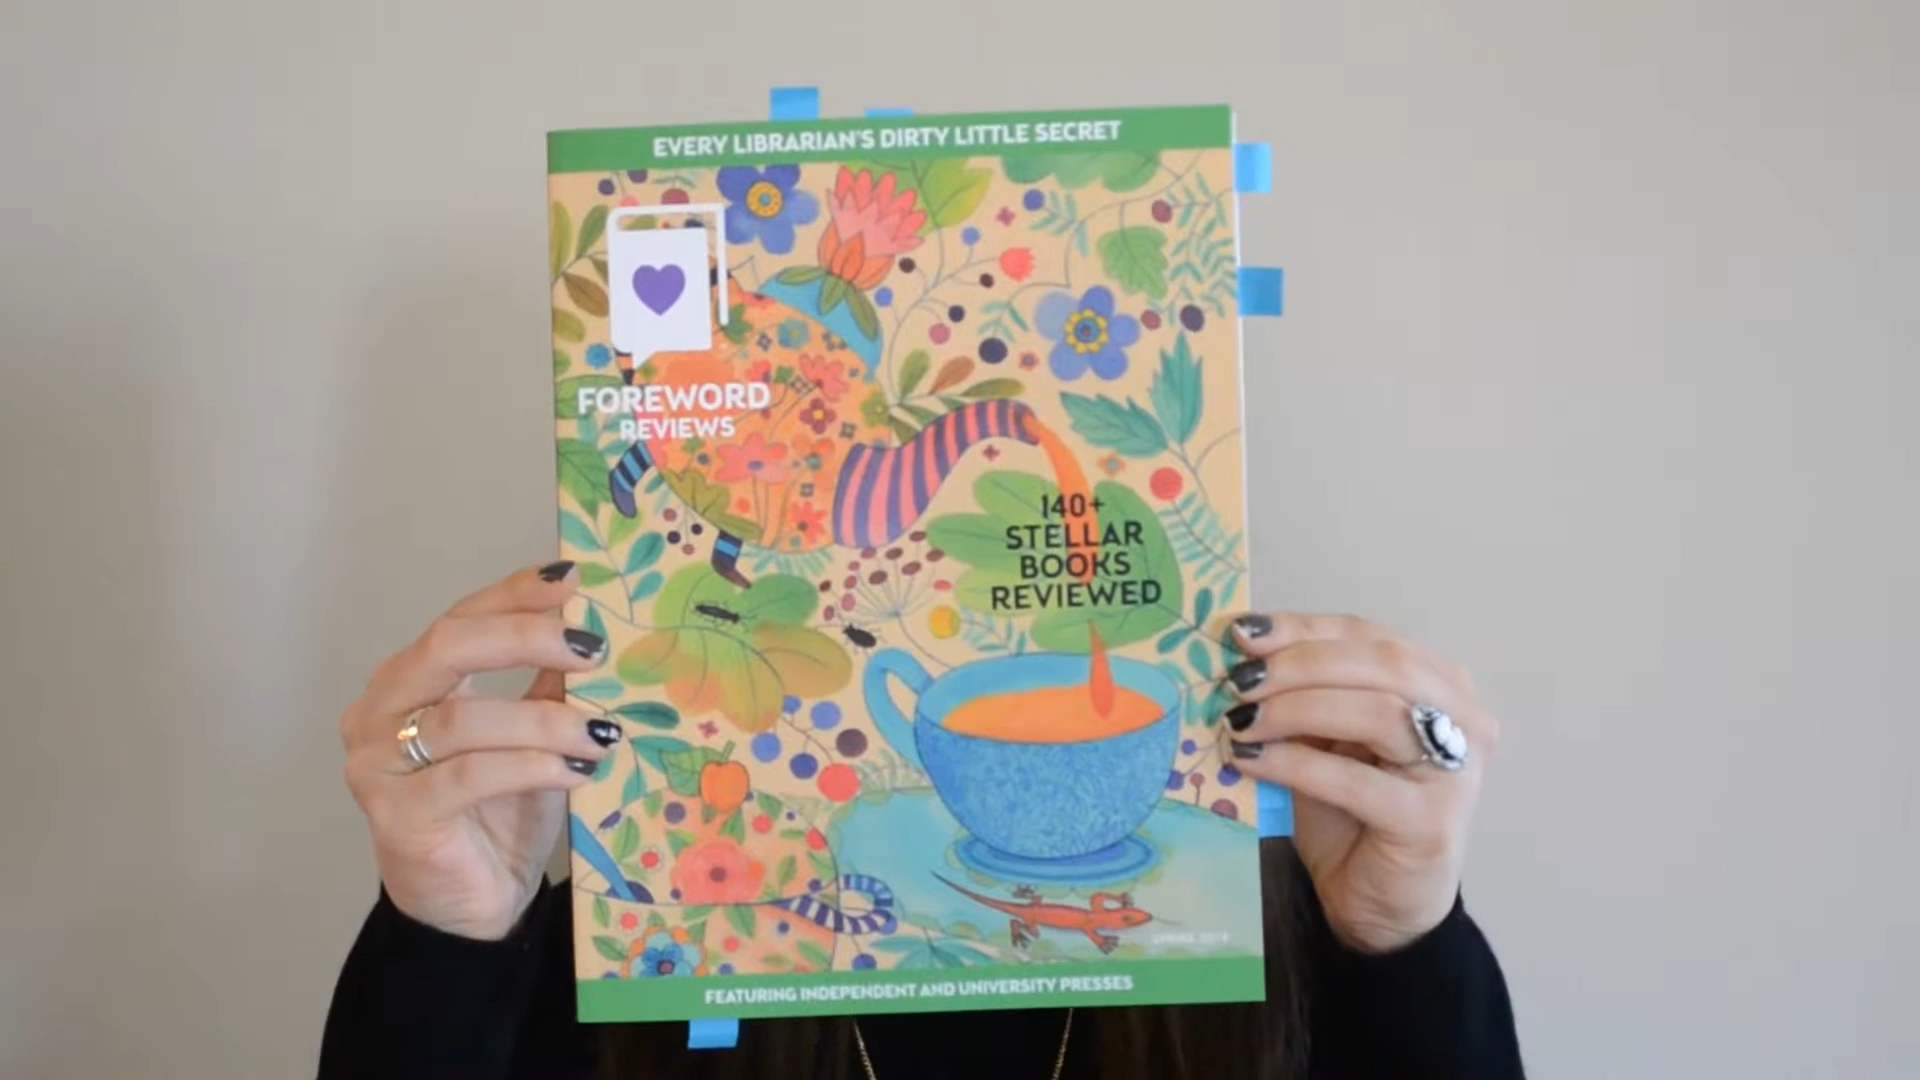 EVERY LIBRARIAN'S DIRTY LITTLE SECRET
FOREWORD
REVIEWS
140+
STELLAR
BOOKS
REVIEWED
FEATURING INDEPENDENT AND UNIVERSITY PRESSES